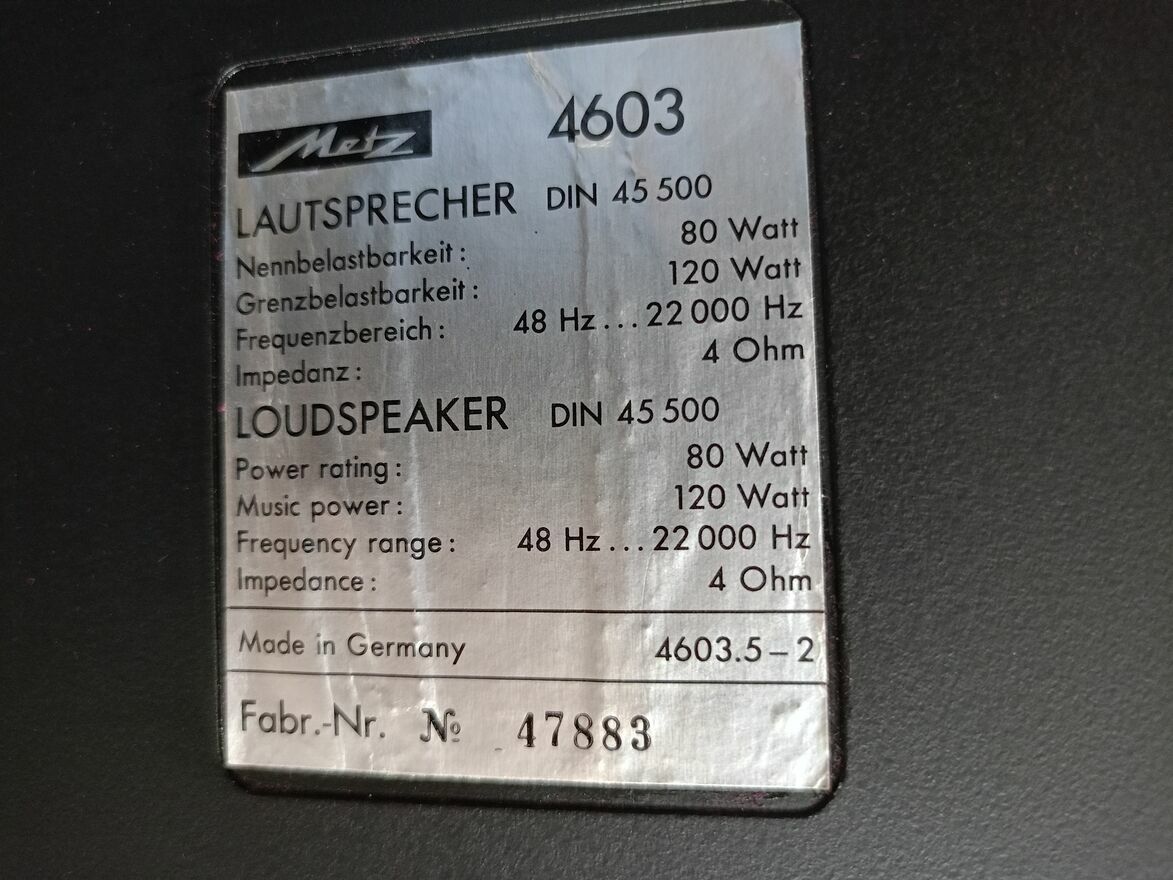 Metz 4603
LAUTSPRECHER DIN 45 500
Nennbelastbarkeit: 80 Watt
Grenzbelastbarkeit: 120 Watt
Frequenzbereich: 48 Hz...22 000 Hz
Impedanz: 4 Ohm
LOUDSPEAKER DIN 45 500
Power rating: 80 Watt
Music power: 120 Watt
Frequency range: 48 Hz...22 000 Hz
Impedance: 4 Ohm
Made in Germany 4603.5–2
Fabr.-Nr. № 47883